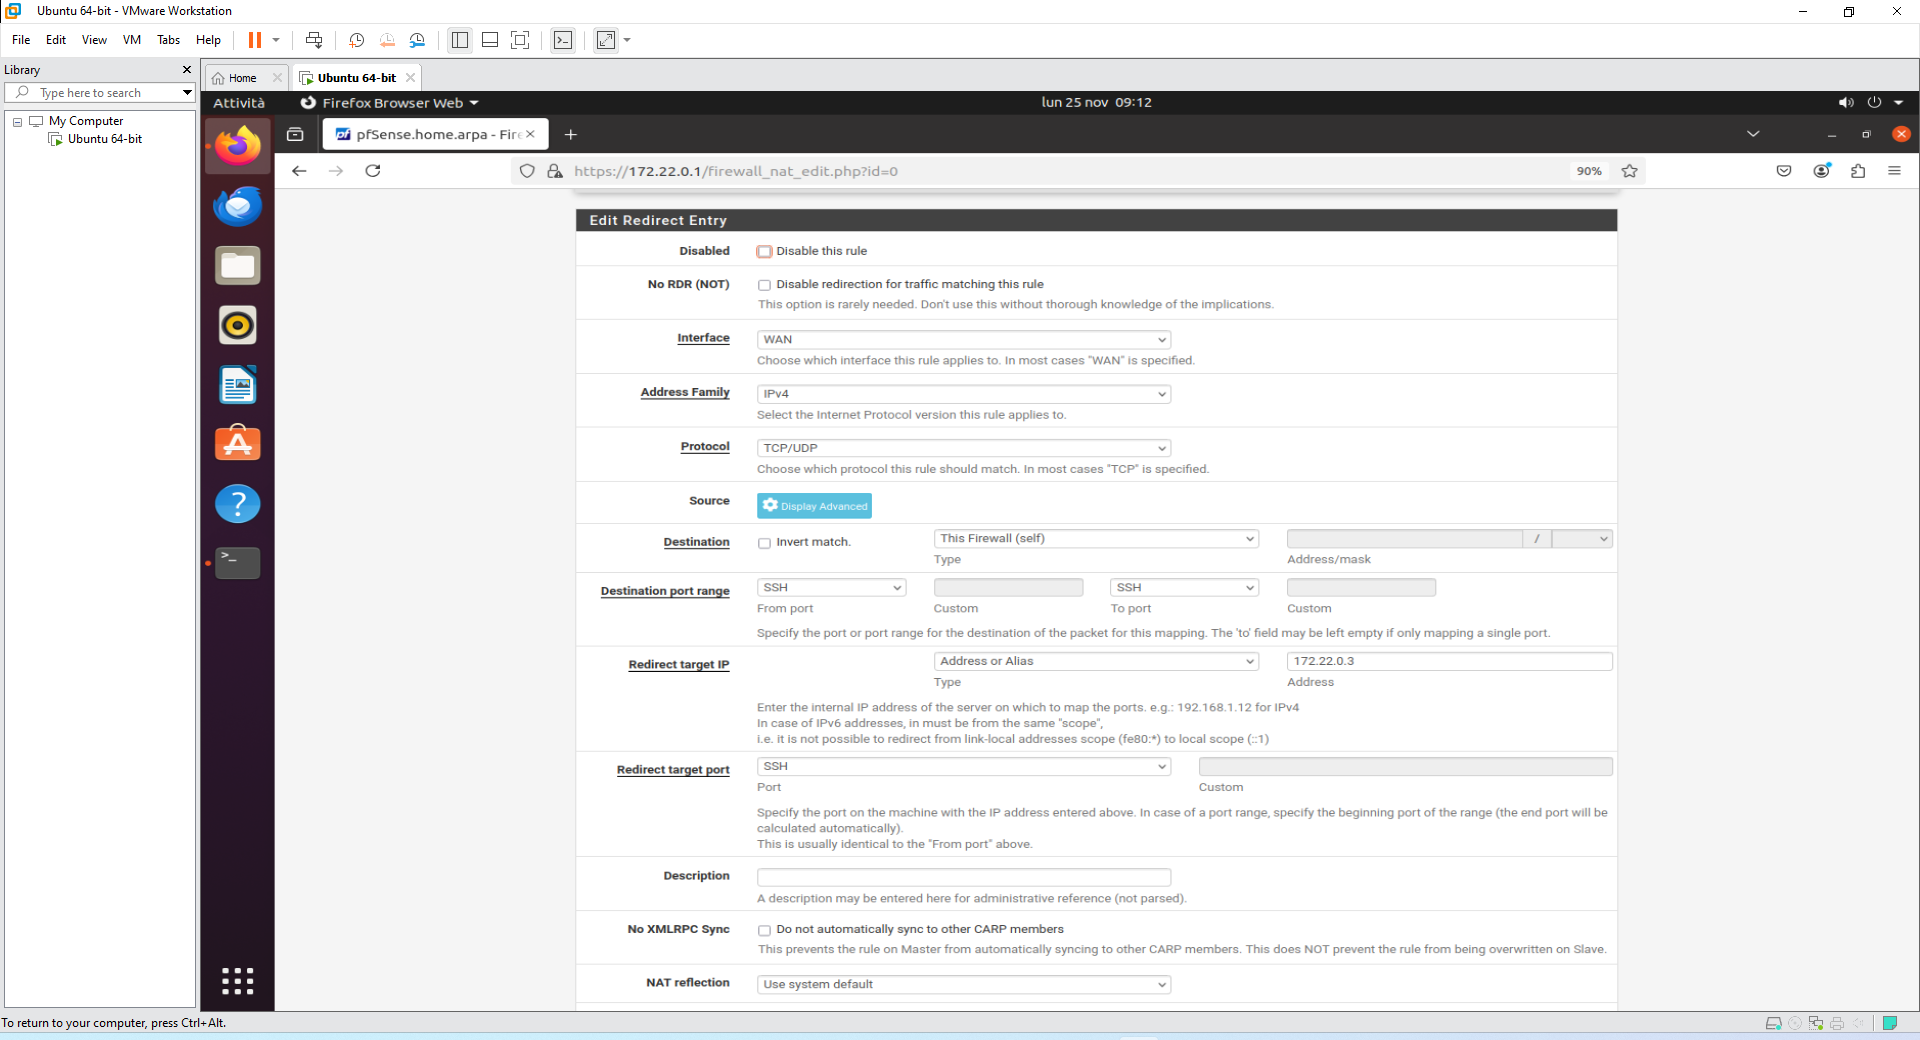 Ubuntu 64-bit - VMware Workstation
File Edit View VM Tabs Help
Library
Type here to search
My Computer
Ubuntu 64-bit
Home
Ubuntu 64-bit
Attività
Firefox Browser Web
lun 25 nov 09:12
pfSense.home.arpa - Fire
https://172.22.0.1/firewall_nat_edit.php?id=0
90%
Edit Redirect Entry
Disabled
Disable this rule
No RDR (NOT)
Disable redirection for traffic matching this rule
This option is rarely needed. Don't use this without thorough knowledge of the implications.
Interface
WAN
Choose which interface this rule applies to. In most cases "WAN" is specified.
Address Family
IPv4
Select the Internet Protocol version this rule applies to.
Protocol
TCP/UDP
Choose which protocol this rule should match. In most cases "TCP" is specified.
Source
Display Advanced
Destination
Invert match.
This Firewall (self)
/
Type
Address/mask
Destination port range
SSH
SSH
From port
Custom
To port
Custom
Specify the port or port range for the destination of the packet for this mapping. The 'to' field may be left empty if only mapping a single port.
Redirect target IP
Address or Alias
172.22.0.3
Type
Address
Enter the internal IP address of the server on which to map the ports. e.g.: 192.168.1.12 for IPv4
In case of IPv6 addresses, in must be from the same "scope",
i.e. it is not possible to redirect from link-local addresses scope (fe80:*) to local scope (::1)
Redirect target port
SSH
Port
Custom
Specify the port on the machine with the IP address entered above. In case of a port range, specify the beginning port of the range (the end port will be
calculated automatically).
This is usually identical to the "From port" above.
Description
A description may be entered here for administrative reference (not parsed).
No XMLRPC Sync
Do not automatically sync to other CARP members
This prevents the rule on Master from automatically syncing to other CARP members. This does NOT prevent the rule from being overwritten on Slave.
NAT reflection
Use system default
To return to your computer, press Ctrl+Alt.